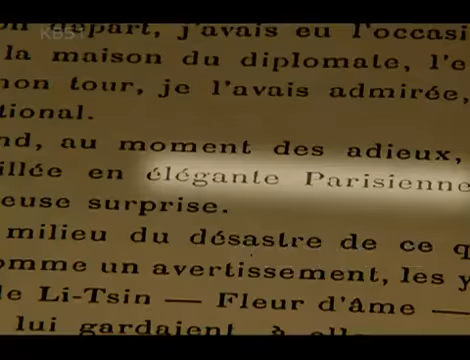 KBS1
départ, j'avais eu l'occasi
la maison du diplomate, l'e
mon tour, je l'avais admirée,
tional.
nd, au moment des adieux,
illée en élégante Parisienne
euse surprise.
milieu du désastre de ce q
omme un avertissement, les y
le Li-Tsin — Fleur d'âme —
lui gardaient à elle